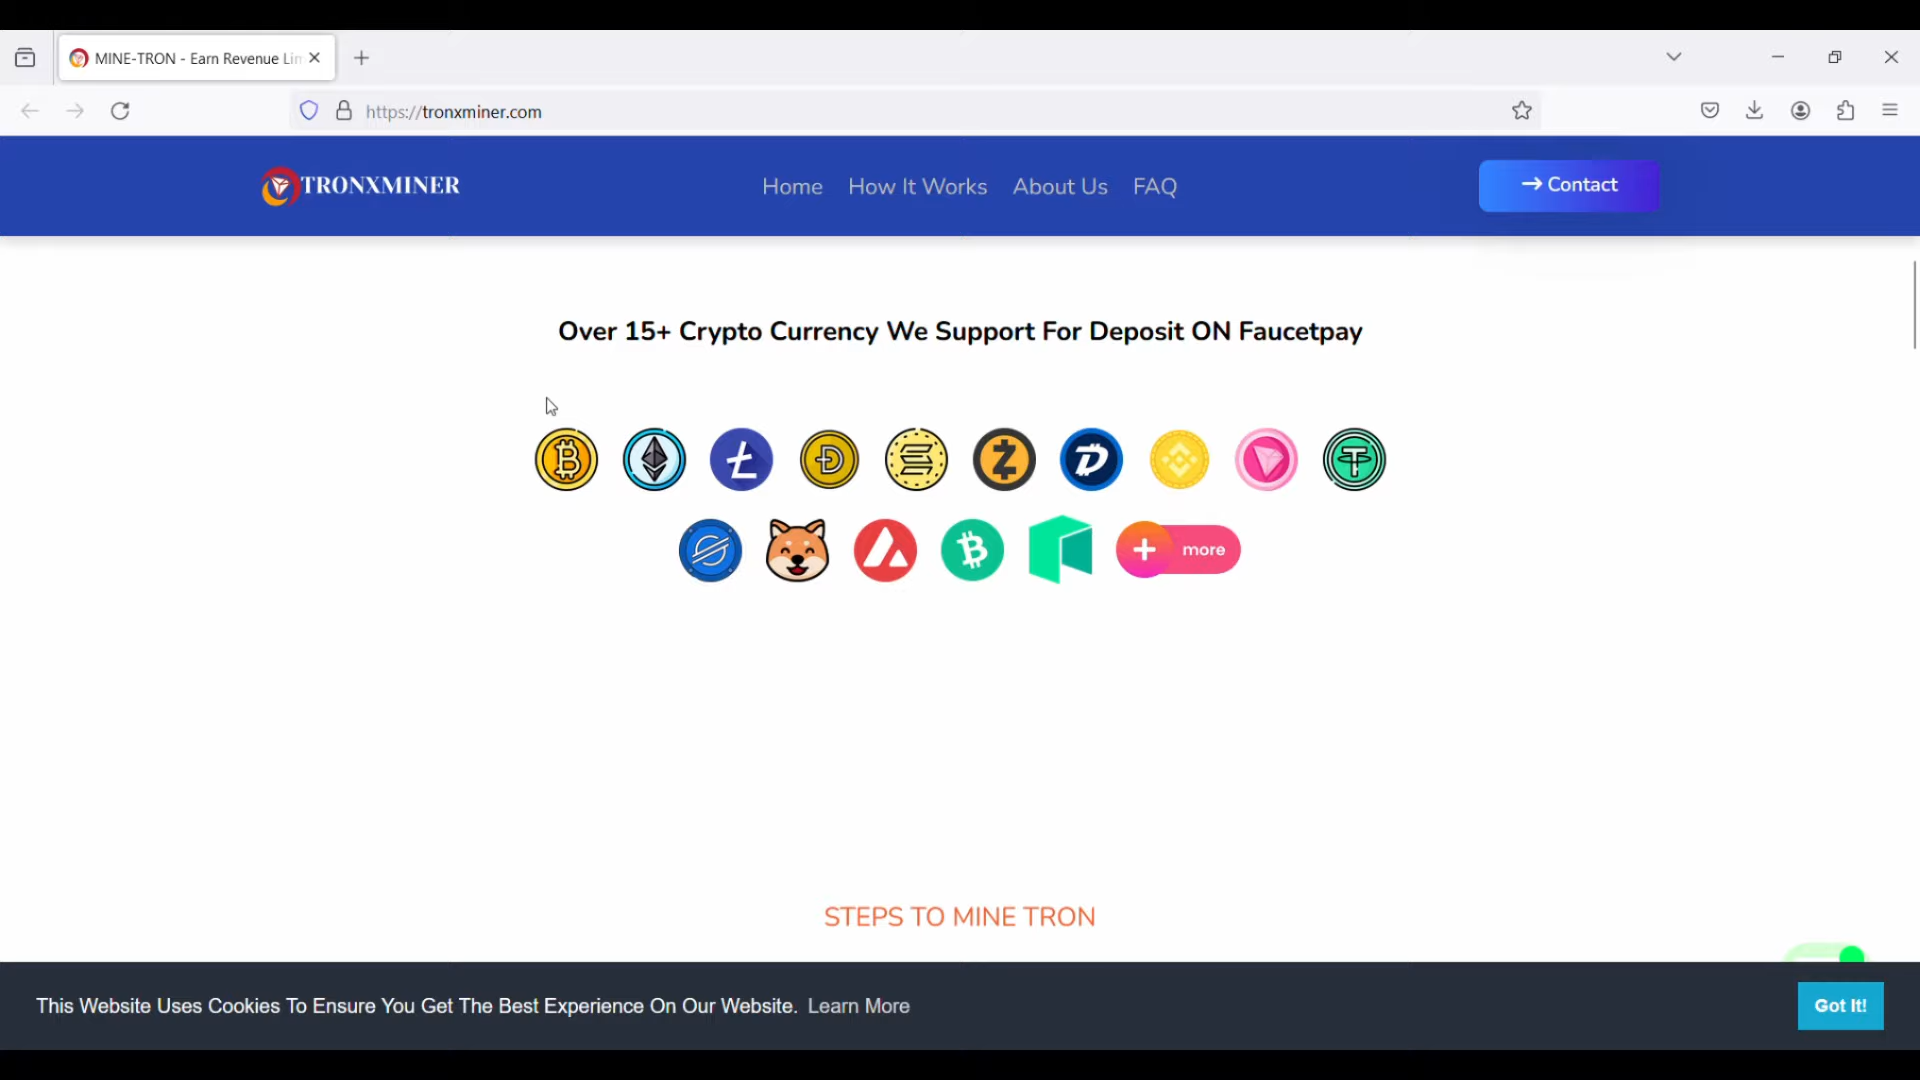 MINE-TRON - Earn Revenue Lin
https://tronxminer.com
TRONXMINER
Home
How It Works
About Us
FAQ
Contact
Over 15+ Crypto Currency We Support For Deposit ON Faucetpay
more
STEPS TO MINE TRON
This Website Uses Cookies To Ensure You Get The Best Experience On Our Website. Learn More
Got It!